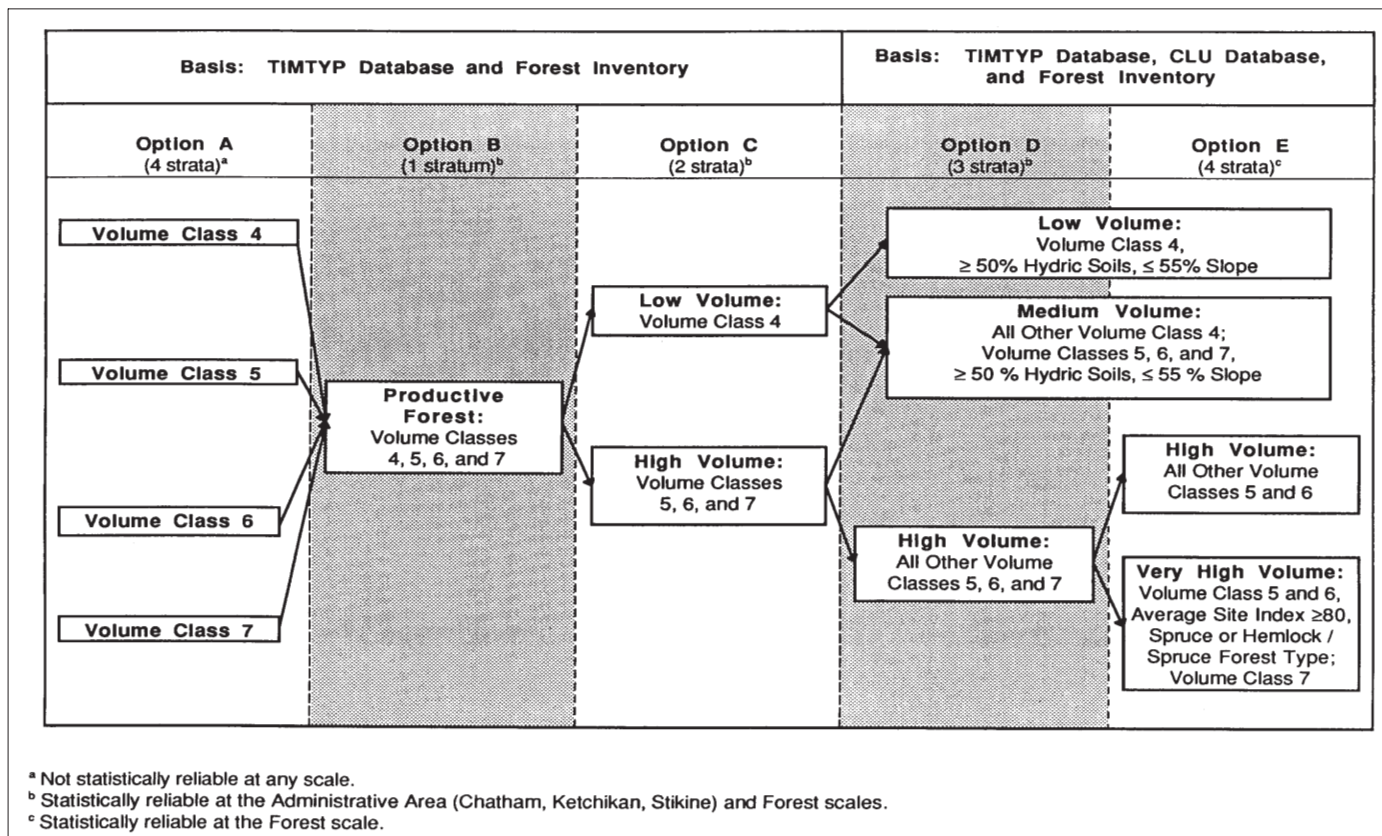 Basis: TIMTYP Database and Forest Inventory
Basis: TIMTYP Database, CLU Database,
and Forest Inventory
Option A
(4 strata)ᵃ
Option B
(1 stratum)ᵇ
Option C
(2 strata)ᵇ
Option D
(3 strata)ᵇ
Option E
(4 strata)ᶜ
Volume Class 4
Volume Class 5
Volume Class 6
Volume Class 7
Productive
Forest:
Volume Classes
4, 5, 6, and 7
Low Volume:
Volume Class 4
High Volume:
Volume Classes
5, 6, and 7
Low Volume:
Volume Class 4,
≥ 50% Hydric Soils, ≤ 55% Slope
Medium Volume:
All Other Volume Class 4;
Volume Classes 5, 6, and 7,
≥ 50 % Hydric Soils, ≤ 55 % Slope
High Volume:
All Other Volume
Classes 5, 6, and 7
High Volume:
All Other Volume
Classes 5 and 6
Very High Volume:
Volume Class 5 and 6,
Average Site Index ≥80,
Spruce or Hemlock /
Spruce Forest Type;
Volume Class 7
ᵃ Not statistically reliable at any scale.
ᵇ Statistically reliable at the Administrative Area (Chatham, Ketchikan, Stikine) and Forest scales.
ᶜ Statistically reliable at the Forest scale.